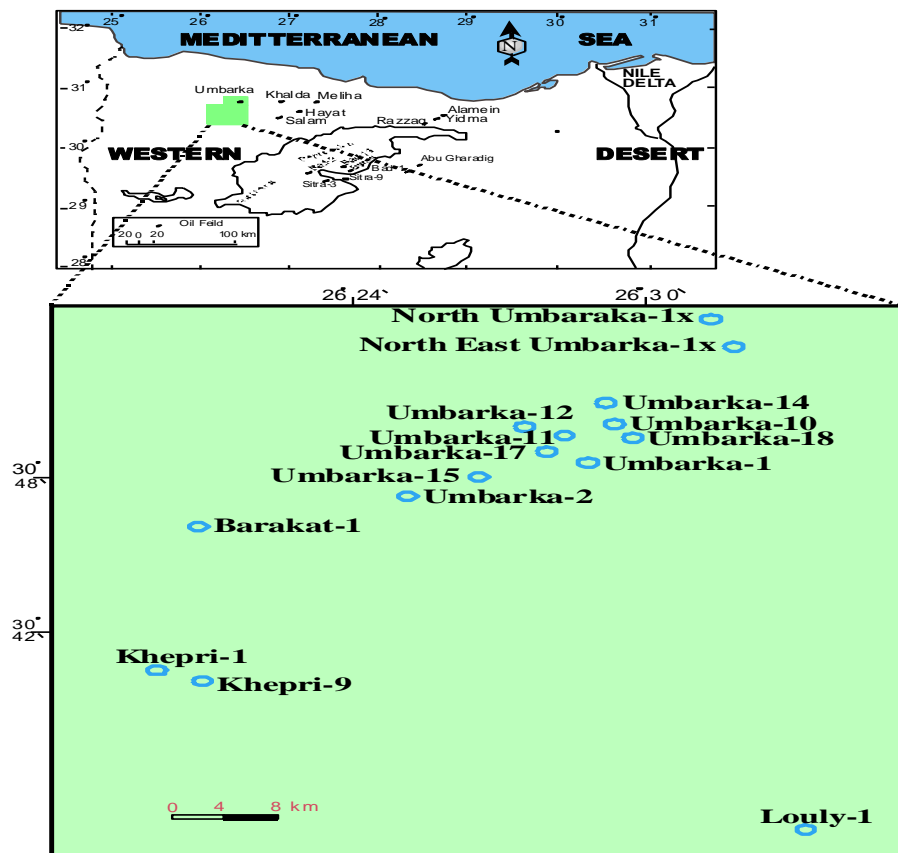 25 26 27 28 29 30 31
32
MEDITTERRANEAN SEA
N
31
NILE
DELTA
Umbarka
Khalda Meliha
Hayat
Salam
Alamein
Razzaq Yidma
30
WESTERN DESERT
Abu Gharadig
Sitra-9
Sitra-3
29
Oil Feild
20 0 20 100 km
28
26 24 26 30
North Umbaraka-1x
North East Umbarka-1x
Umbarka-14
Umbarka-12
Umbarka-10
Umbarka-11
Umbarka-18
Umbarka-17
Umbarka-1
Umbarka-15
30
48
Umbarka-2
Barakat-1
30
42
Khepri-1
Khepri-9
0 4 8 km
Louly-1